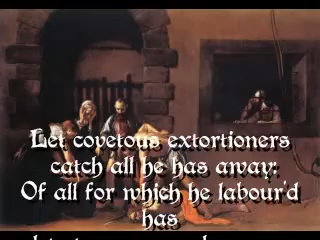 Let covetous extortioners
catch all he has away:
Of all for which he labour'd
has